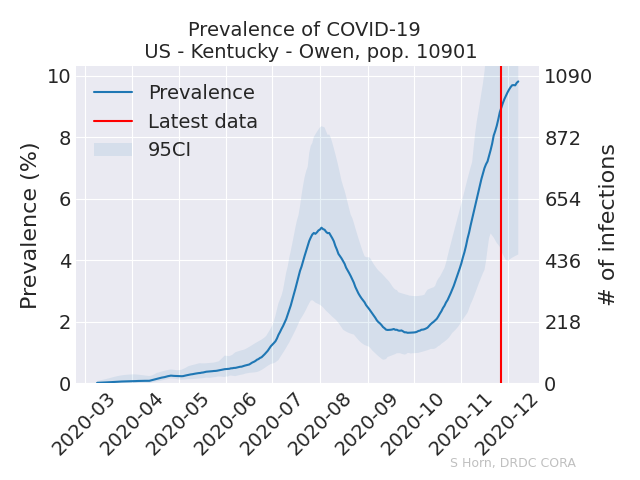 Prevalence of COVID-19
US - Kentucky - Owen, pop. 10901
10
8
6
4
2
0
Prevalence (%)
Prevalence
Latest data
95CI
1090
872
654
436
218
0
# of infections
2020-03
2020-04
2020-05
2020-06
2020-07
2020-08
2020-09
2020-10
2020-11
2020-12
S Horn, DRDC CORA